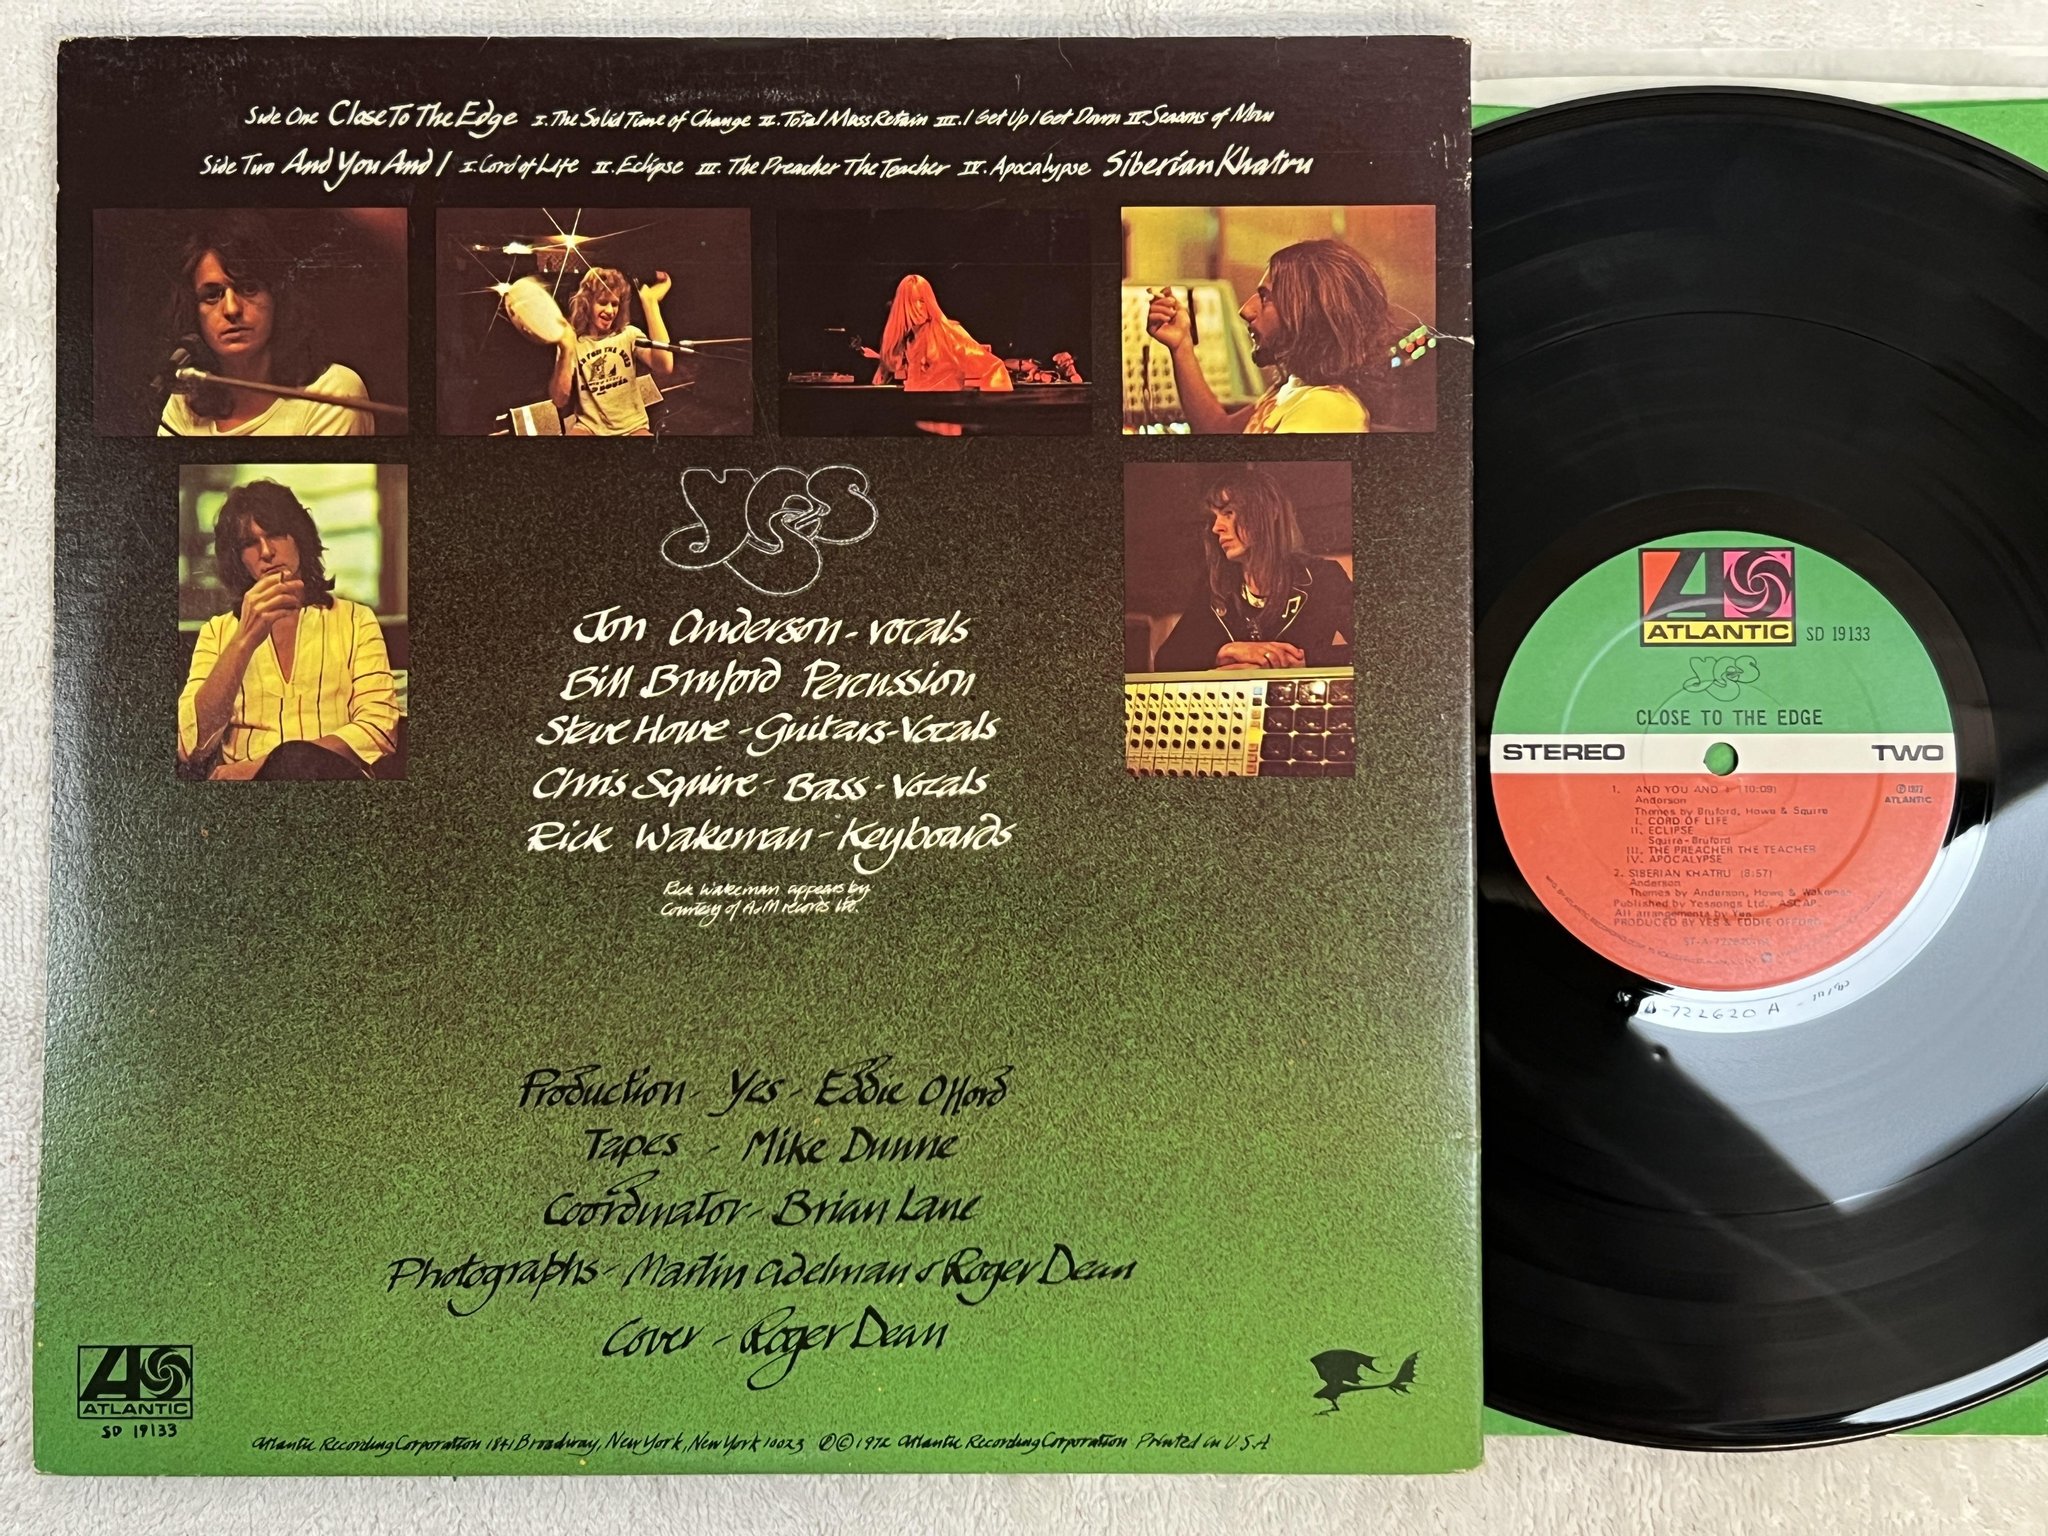 Side One Close To The Edge I. The Solid Time of Change II. Total Mass Retain III. I Get Up I Get Down IV. Seasons of Man
Side Two And You And I I. Cord of Life II. Eclipse III. The Preacher The Teacher IV. Apocalypse Siberian Khatru
yes
Jon Anderson - vocals
Bill Bruford Percussion
Steve Howe - Guitars - Vocals
Chris Squire - Bass - Vocals
Rick Wakeman - Keyboards
Rick Wakeman appears by
Courtesy of A&M records Ltd.
Production - Yes - Eddie Offord
Tapes - Mike Dunne
Coordinator - Brian Lane
Photographs - Martin Adelman & Roger Dean
Cover - Roger Dean
ATLANTIC
SD 19133
Atlantic Recording Corporation 1841 Broadway, New York, New York 10023 ℗ © 1972 Atlantic Recording Corporation Printed in U.S.A
ATLANTIC SD 19133
yes
CLOSE TO THE EDGE
STEREO TWO
1. AND YOU AND I (10:09)
Anderson
Themes by Bruford, Howe & Squire
I. CORD OF LIFE
II. ECLIPSE
Squire-Bruford
III. THE PREACHER THE TEACHER
IV. APOCALYPSE
2. SIBERIAN KHATRU (8:57)
Anderson
Themes by Anderson, Howe & Wakeman
Published by Yessongs Ltd., ASCAP
All arrangements by Yes
PRODUCED BY YES & EDDIE OFFORD
℗ 1972
ATLANTIC
A-722620 A